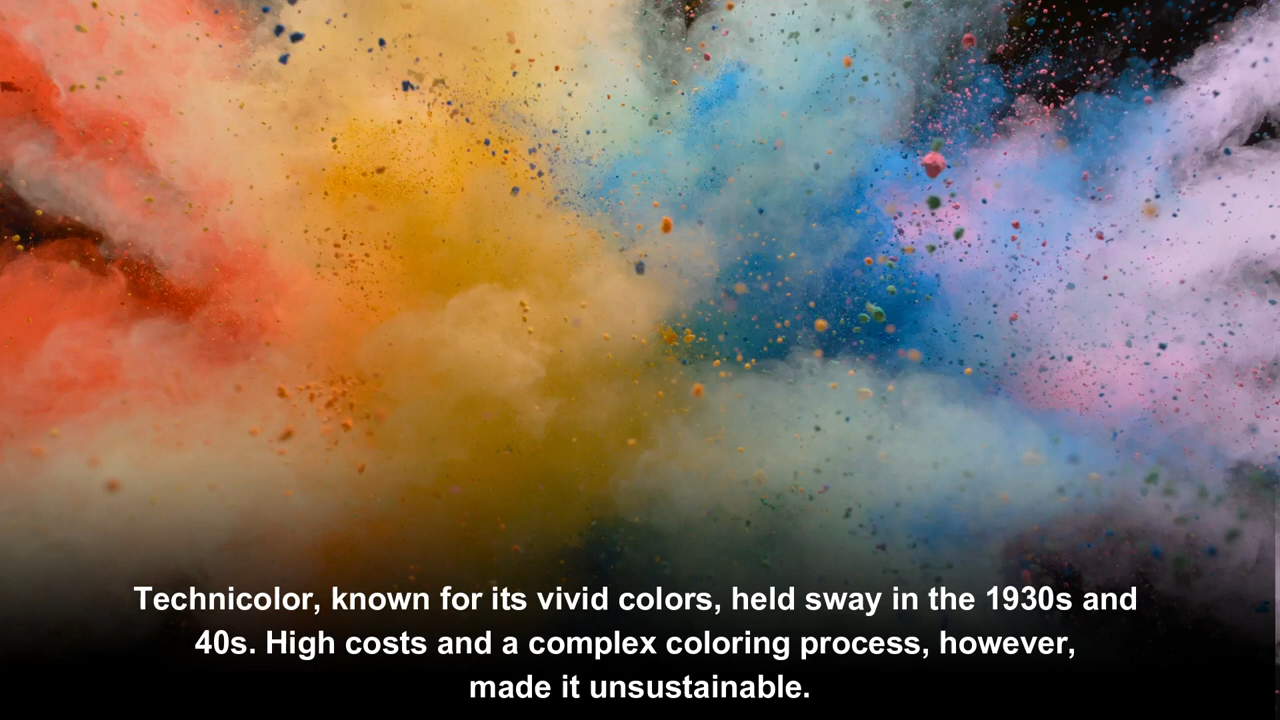 Technicolor, known for its vivid colors, held sway in the 1930s and
40s. High costs and a complex coloring process, however,
made it unsustainable.